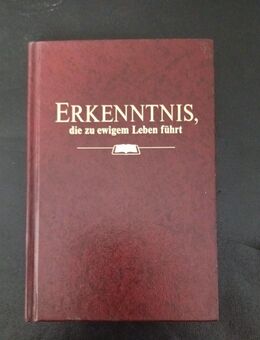 ERKENNTNIS,
die zu ewigem Leben führt